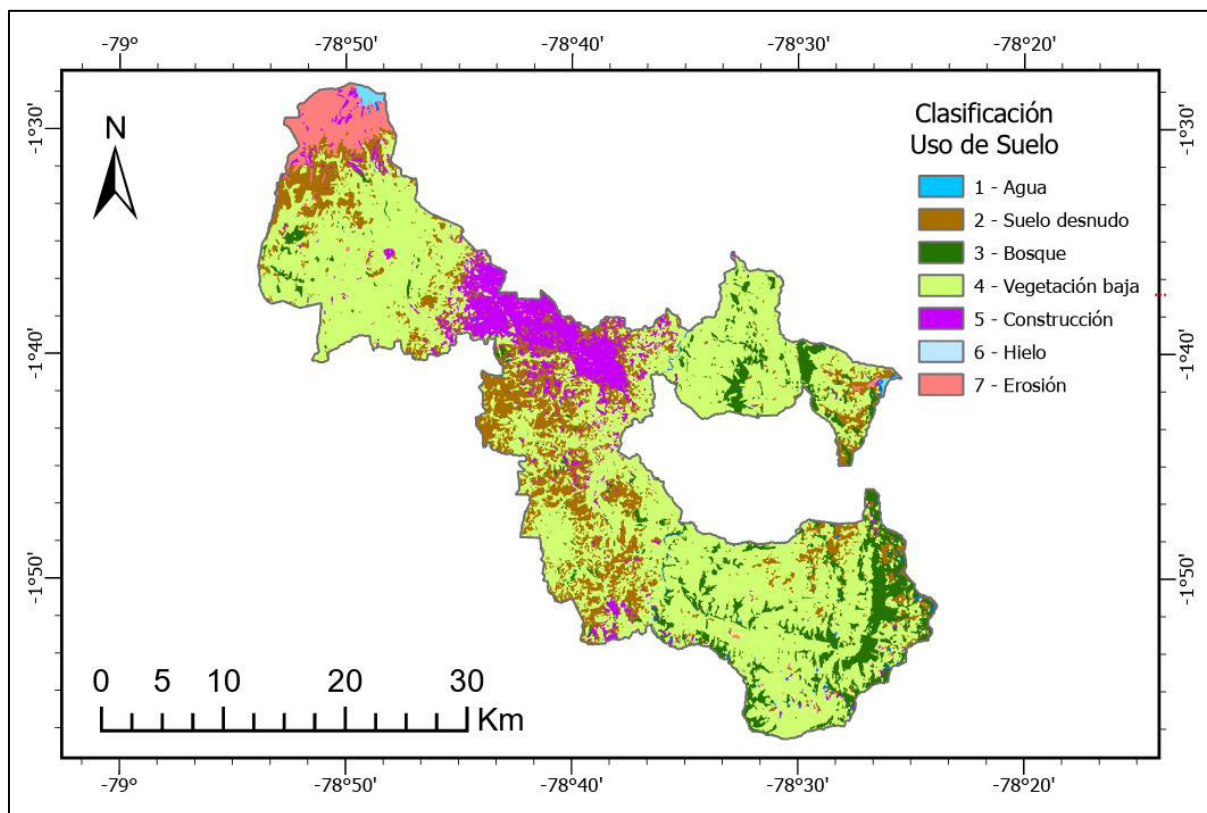 -79° -78°50' -78°40' -78°30' -78°20'
-1°30' -1°30'
N
Clasificación
Uso de Suelo
1 - Agua
2 - Suelo desnudo
3 - Bosque
4 - Vegetación baja
5 - Construcción
6 - Hielo
7 - Erosión
-1°40' -1°40'
-1°50' -1°50'
0 5 10 20 30
Km
-79° -78°50' -78°40' -78°30' -78°20'